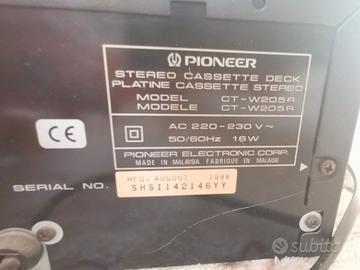 PIONEER
STEREO CASSETTE DECK
PLATINE CASSETTE STEREO
MODEL CT-W205R
MODELE CT-W205R
CE
AC 220-230 V~
50/60Hz 16W
PIONEER ELECTRONIC CORP.
MADE IN MALAYSIA FABRIQUE EN MALAISIE
MFD. AUGUST 1998
SERIAL NO. SHSI142146YY
subito